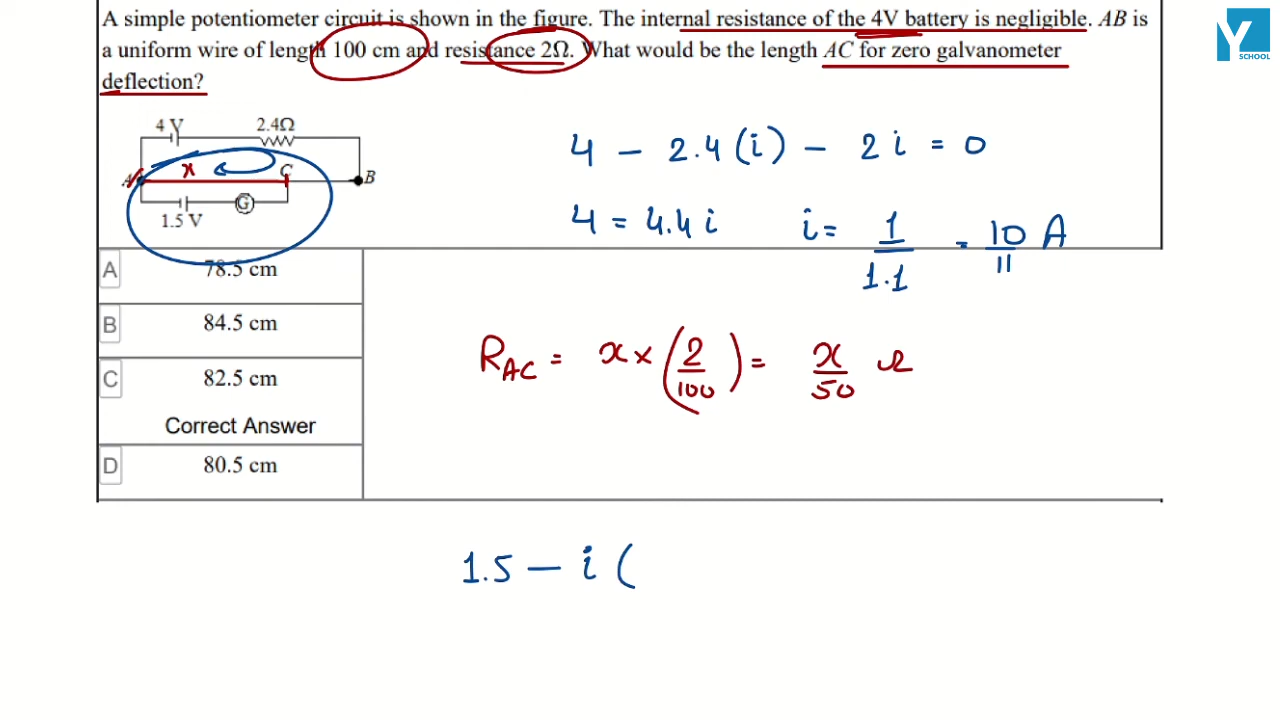 A simple potentiometer circuit is shown in the figure. The internal resistance of the 4V battery is negligible. AB is
a uniform wire of length 100 cm and resistance 2Ω. What would be the length AC for zero galvanometer
deflection?
Y
SCHOOL
4 V 2.4Ω
x C
A B
G
1.5 V
4 - 2.4 (i) - 2i = 0
4 = 4.4 i i = 1/1.1 = 10/11 A
A 78.5 cm
B 84.5 cm
C 82.5 cm
Correct Answer
D 80.5 cm
R_AC = x × (2/100) = x/50 Ω
1.5 - i (